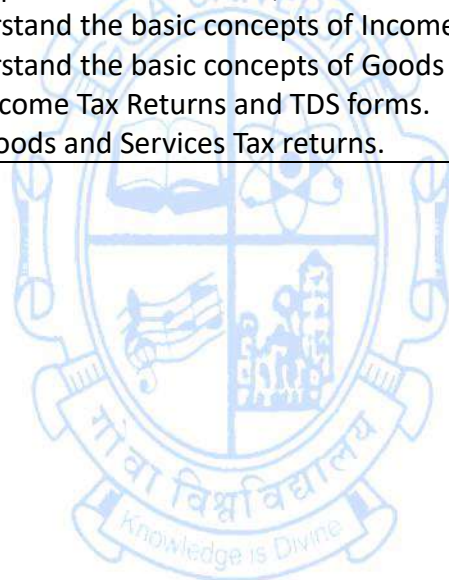 rstand the basic concepts of Income
rstand the basic concepts of Goods
come Tax Returns and TDS forms.
oods and Services Tax returns.
गोंवा विश्वविद्यालय
Knowledge is Divine